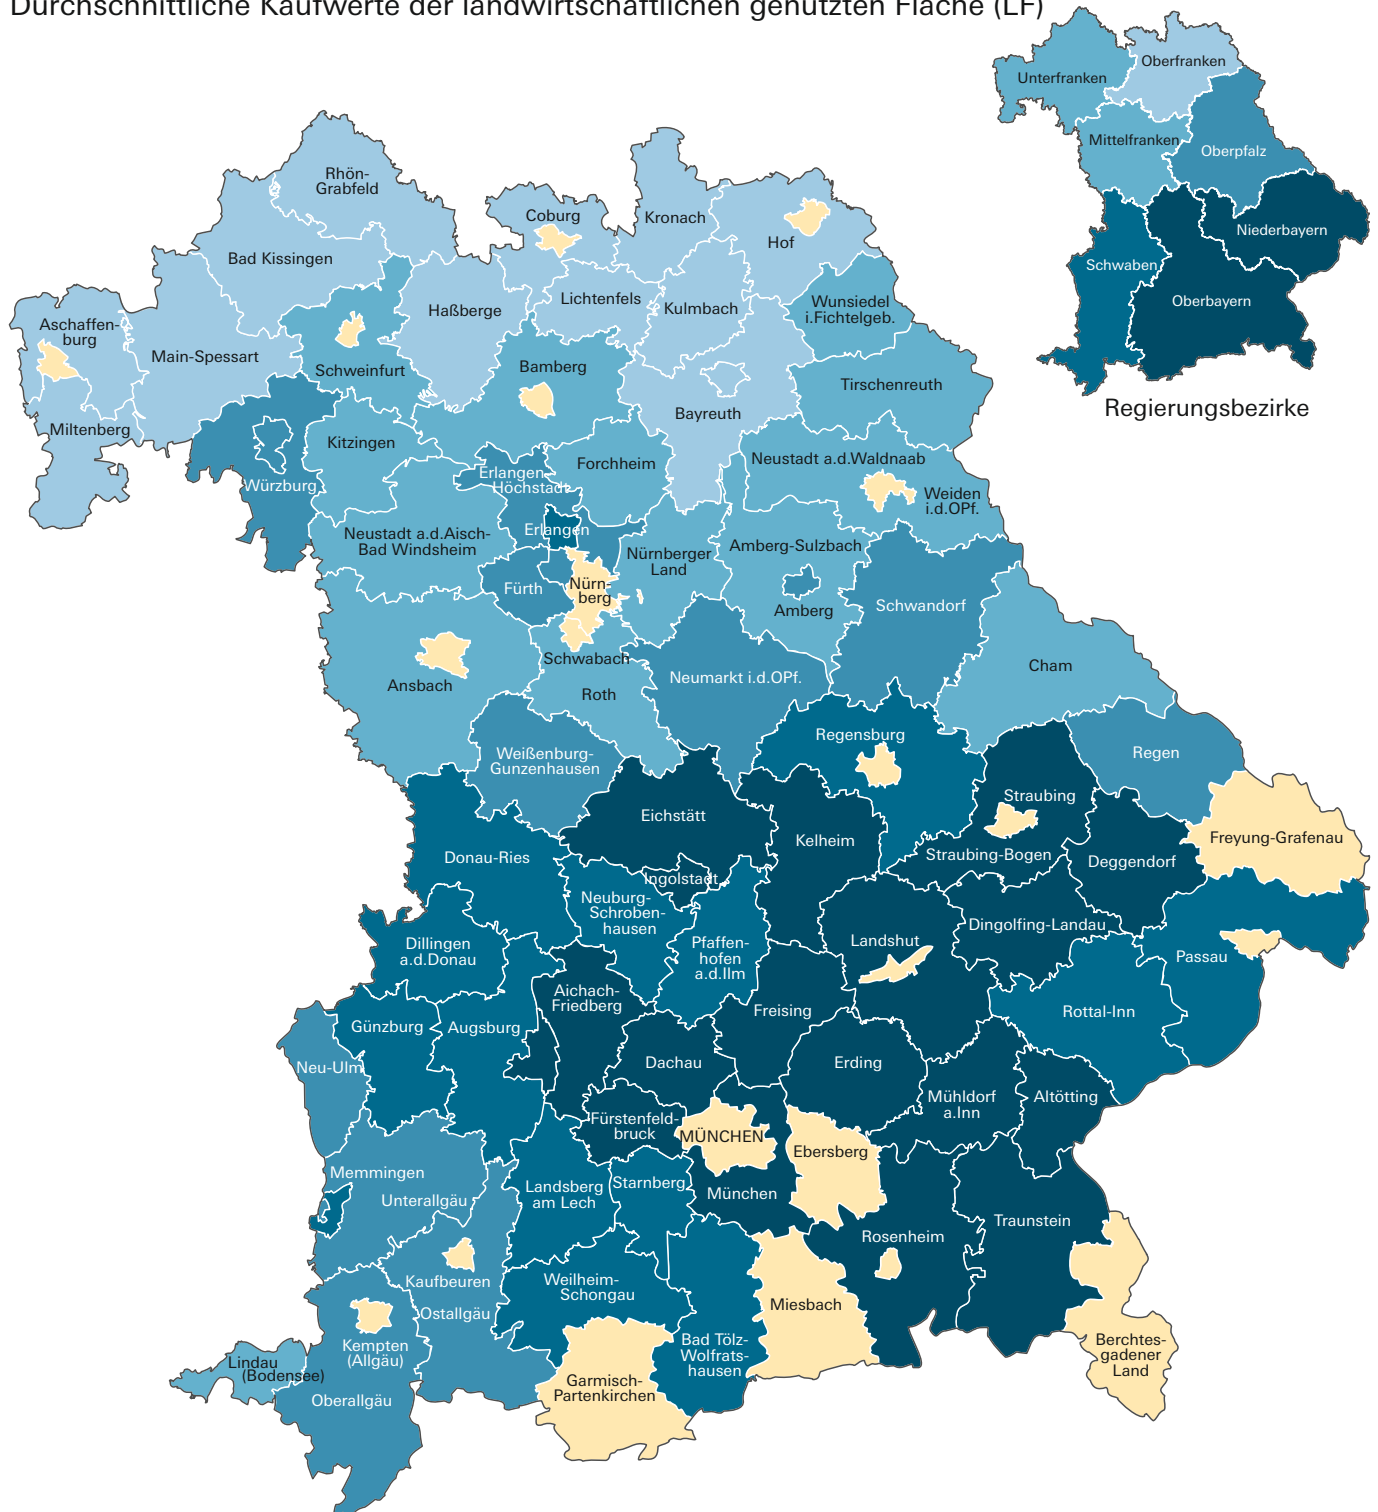 Durchschnittliche Kaufwerte der landwirtschaftlichen genutzten Fläche (LF)
Unterfranken
Oberfranken
Mittelfranken
Oberpfalz
Niederbayern
Schwaben
Oberbayern
Regierungsbezirke
Rhön-
Grabfeld
Coburg
Kronach
Hof
Bad Kissingen
Lichtenfels
Kulmbach
Haßberge
Wunsiedel
i.Fichtelgeb.
Aschaffen-
burg
Main-Spessart
Schweinfurt
Bamberg
Tirschenreuth
Bayreuth
Miltenberg
Kitzingen
Forchheim
Neustadt a.d.Waldnaab
Würzburg
Erlangen-
Höchstadt
Weiden
i.d.OPf.
Erlangen
Neustadt a.d.Aisch-
Bad Windsheim
Nürnberger
Land
Amberg-Sulzbach
Fürth
Nürn-
berg
Amberg
Schwandorf
Schwabach
Ansbach
Roth
Neumarkt i.d.OPf.
Cham
Weißenburg-
Gunzenhausen
Regensburg
Regen
Straubing
Eichstätt
Kelheim
Freyung-Grafenau
Donau-Ries
Straubing-Bogen
Deggendorf
Ingolstadt
Neuburg-
Schroben-
hausen
Dingolfing-Landau
Dillingen
a.d.Donau
Pfaffen-
hofen
a.d.Ilm
Landshut
Passau
Aichach-
Friedberg
Freising
Rottal-Inn
Günzburg
Augsburg
Neu-Ulm
Dachau
Erding
Mühldorf
a.Inn
Altötting
Fürstenfeld-
bruck
MÜNCHEN
Ebersberg
Memmingen
Unterallgäu
Landsberg
am Lech
Starnberg
München
Traunstein
Rosenheim
Kaufbeuren
Weilheim-
Schongau
Ostallgäu
Miesbach
Kempten
(Allgäu)
Bad Tölz-
Wolfrats-
hausen
Berchtes-
gadener
Land
Lindau
(Bodensee)
Garmisch-
Partenkirchen
Oberallgäu